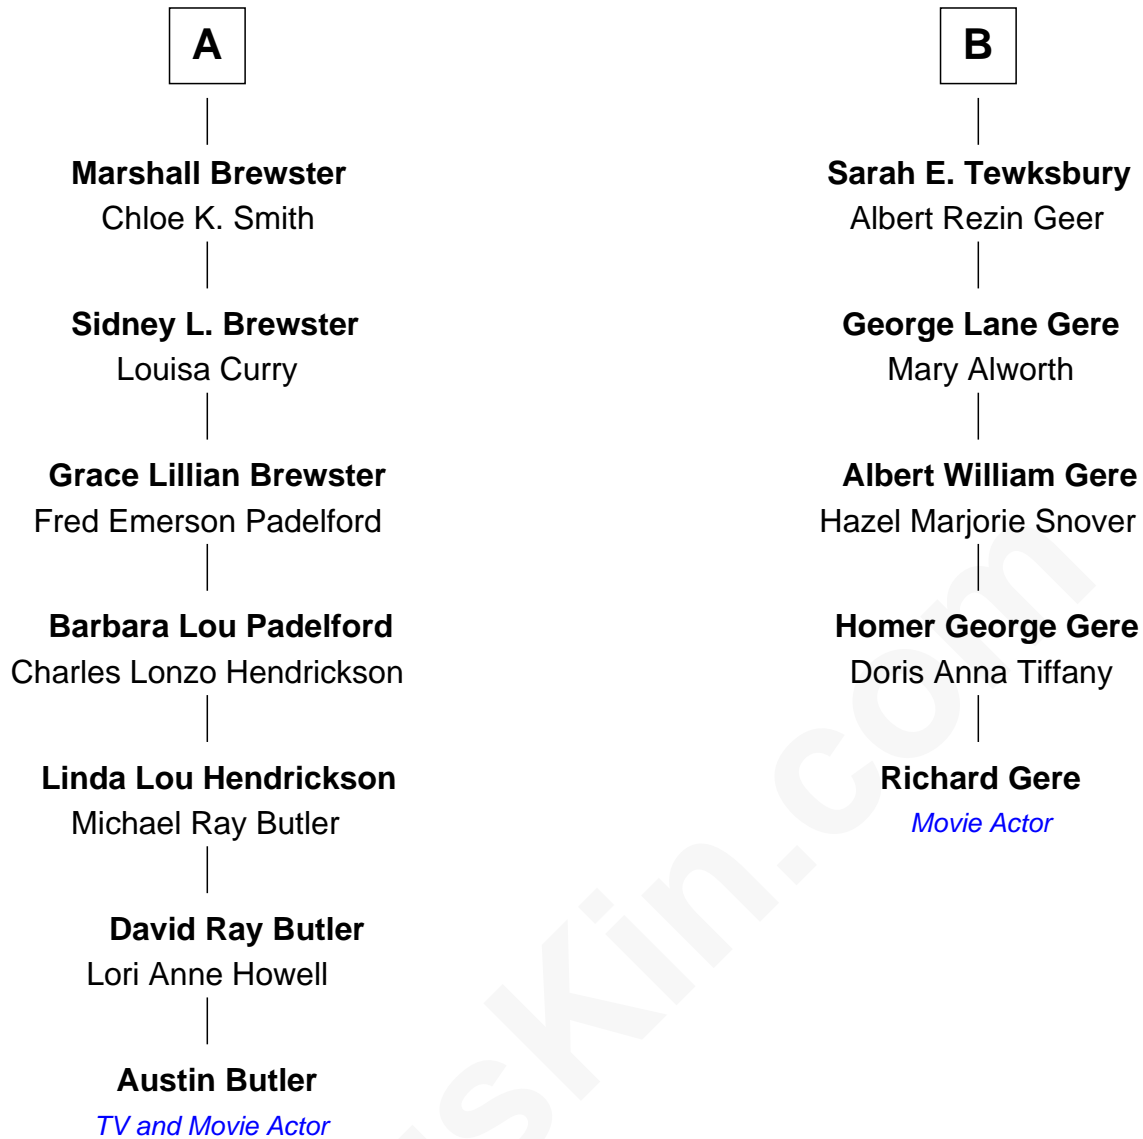 A
Marshall Brewster
Chloe K. Smith
Sidney L. Brewster
Louisa Curry
Grace Lillian Brewster
Fred Emerson Padelford
Barbara Lou Padelford
Charles Lonzo Hendrickson
Linda Lou Hendrickson
Michael Ray Butler
David Ray Butler
Lori Anne Howell
Austin Butler
TV and Movie Actor
B
Sarah E. Tewksbury
Albert Rezin Geer
George Lane Gere
Mary Alworth
Albert William Gere
Hazel Marjorie Snover
Homer George Gere
Doris Anna Tiffany
Richard Gere
Movie Actor